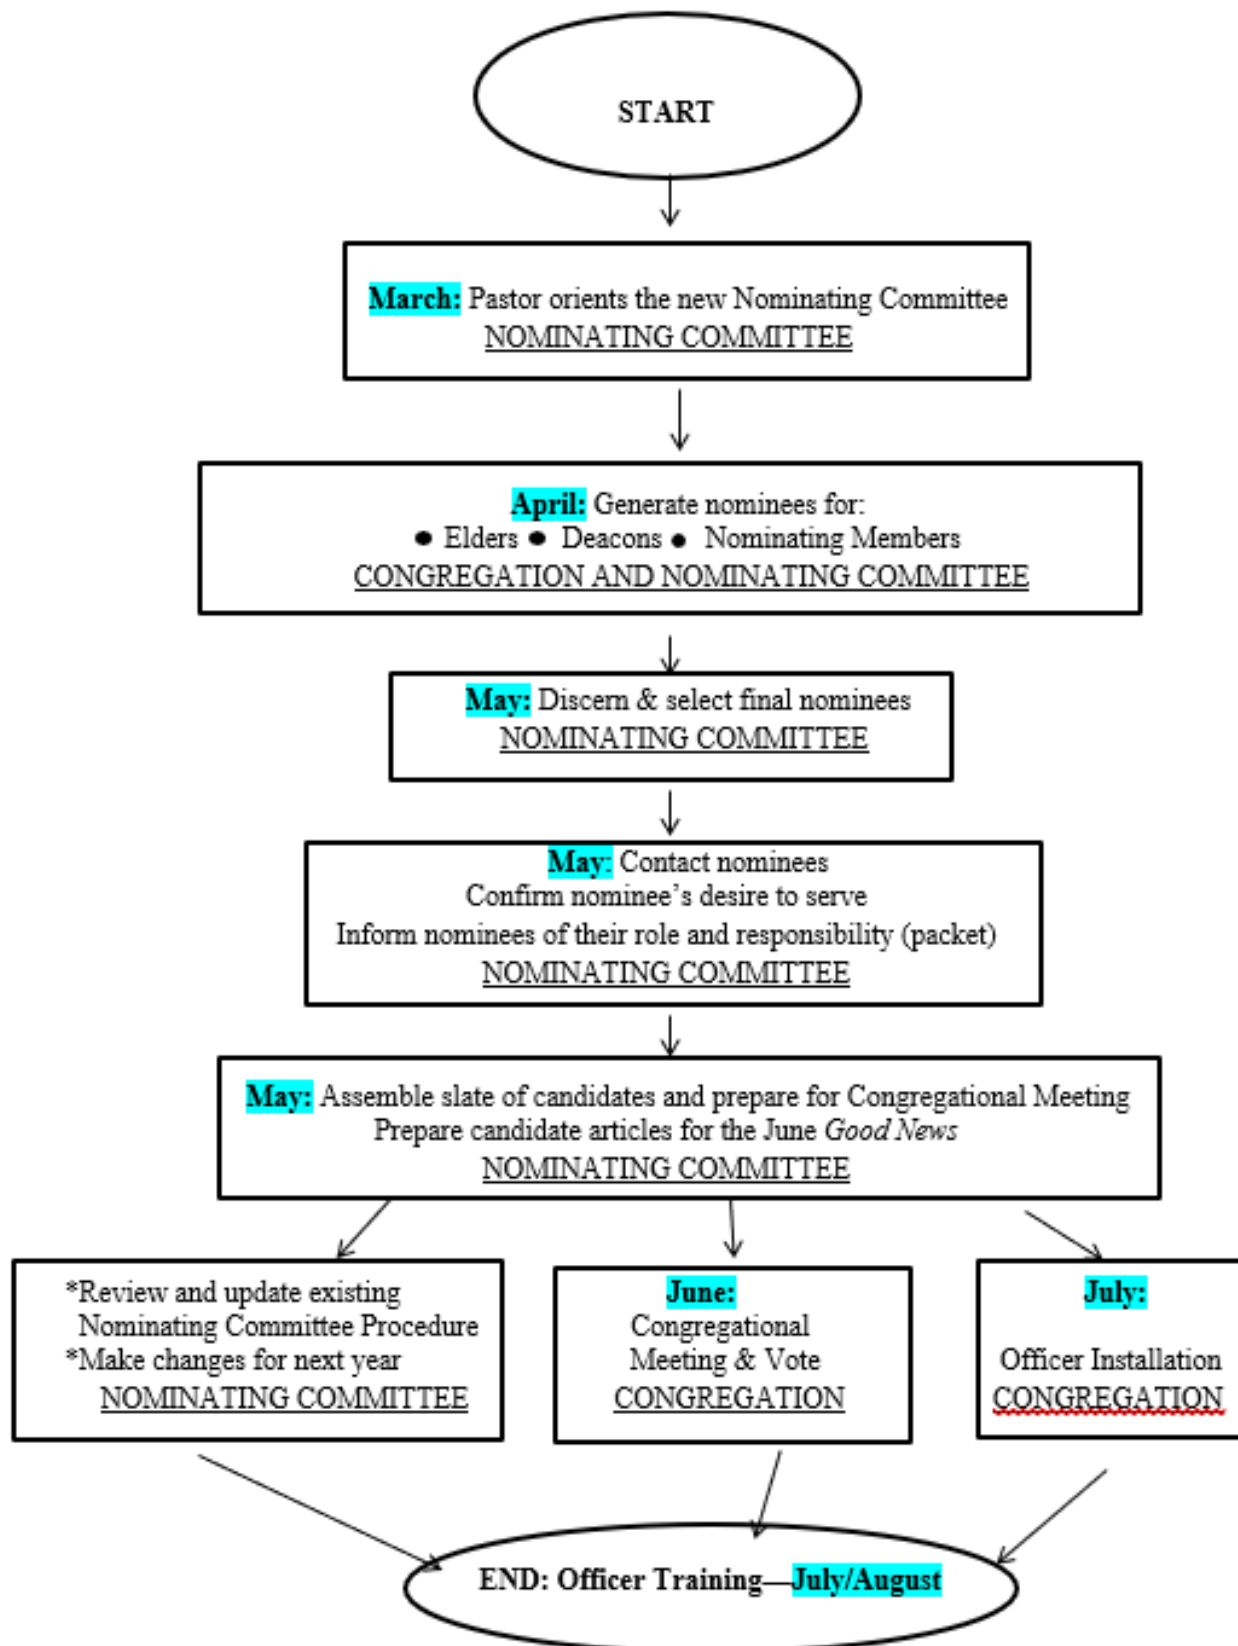 START
March: Pastor orients the new Nominating Committee
NOMINATING COMMITTEE
April: Generate nominees for:
● Elders ● Deacons ● Nominating Members
CONGREGATION AND NOMINATING COMMITTEE
May: Discern & select final nominees
NOMINATING COMMITTEE
May: Contact nominees
Confirm nominee’s desire to serve
Inform nominees of their role and responsibility (packet)
NOMINATING COMMITTEE
May: Assemble slate of candidates and prepare for Congregational Meeting
Prepare candidate articles for the June Good News
NOMINATING COMMITTEE
*Review and update existing
Nominating Committee Procedure
*Make changes for next year
NOMINATING COMMITTEE
June:
Congregational
Meeting & Vote
CONGREGATION
July:
Officer Installation
CONGREGATION
END: Officer Training—July/August